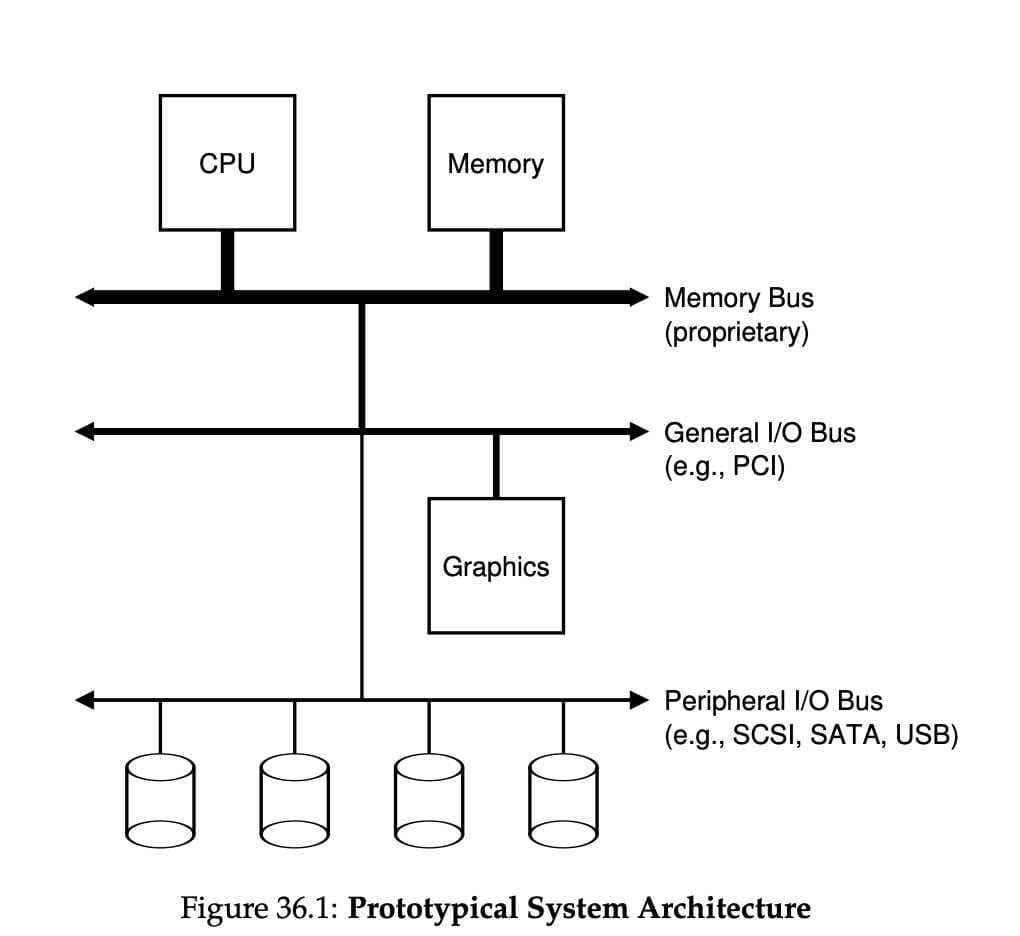 CPU
Memory
Memory Bus
(proprietary)
General I/O Bus
(e.g., PCI)
Graphics
Peripheral I/O Bus
(e.g., SCSI, SATA, USB)
Figure 36.1: Prototypical System Architecture